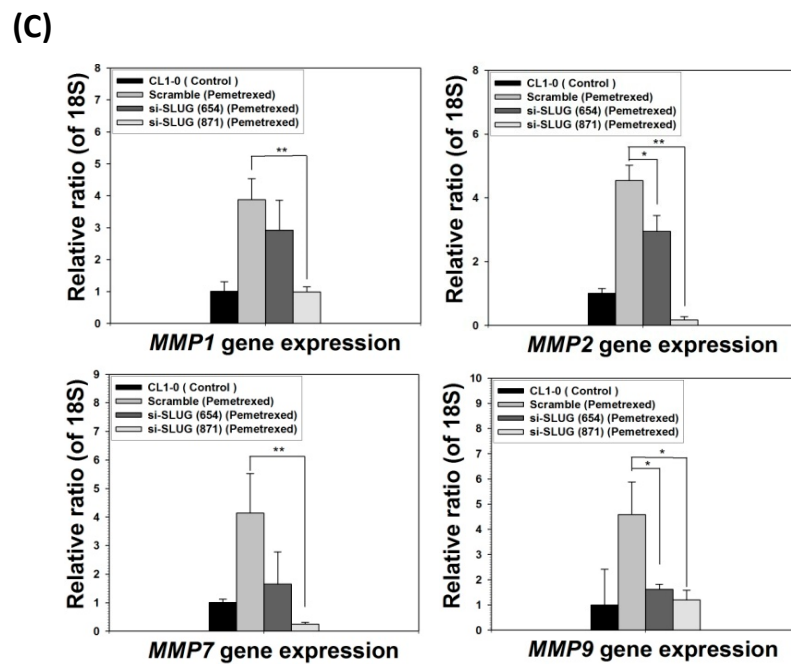 (C)
CL1-0 ( Control )
Scramble (Pemetrexed)
si-SLUG (654) (Pemetrexed)
si-SLUG (871) (Pemetrexed)
**
Relative ratio (of 18S)
8
7
6
5
4
3
2
1
0
MMP1 gene expression
CL1-0 ( Control )
Scramble (Pemetrexed)
si-SLUG (654) (Pemetrexed)
si-SLUG (871) (Pemetrexed)
**
*
Relative ratio (of 18S)
8
6
4
2
0
MMP2 gene expression
CL1-0 ( Control )
Scramble (Pemetrexed)
si-SLUG (654) (Pemetrexed)
si-SLUG (871) (Pemetrexed)
**
Relative ratio (of 18S)
9
8
7
6
5
4
3
2
1
0
MMP7 gene expression
CL1-0 ( Control )
Scramble (Pemetrexed)
si-SLUG (654) (Pemetrexed)
si-SLUG (871) (Pemetrexed)
*
*
Relative ratio (of 18S)
10
9
8
7
6
5
4
3
2
1
0
MMP9 gene expression